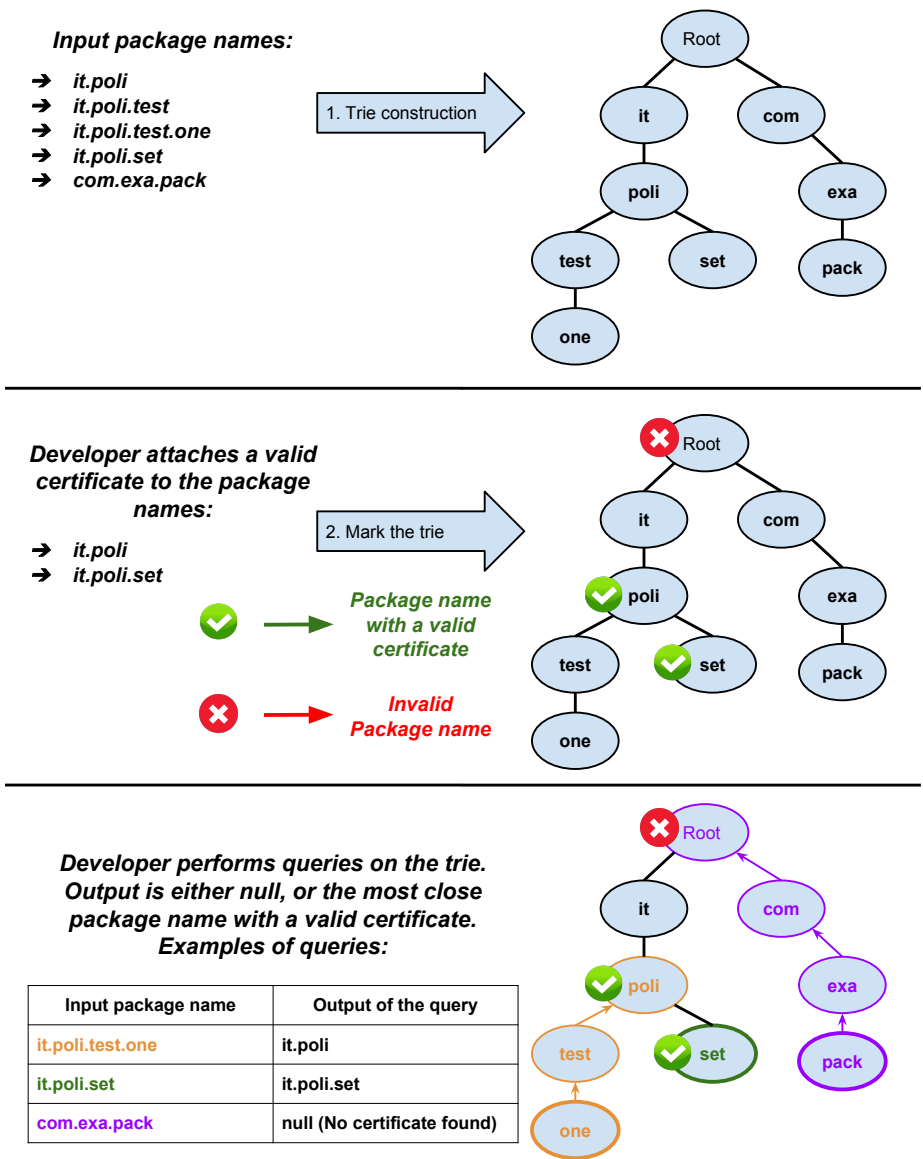 Input package names:
➔ it.poli
➔ it.poli.test
➔ it.poli.test.one
➔ it.poli.set
➔ com.exa.pack
1. Trie construction
Root
it
com
poli
exa
test
set
pack
one
Developer attaches a valid
certificate to the package
names:
➔ it.poli
➔ it.poli.set
2. Mark the trie
Package name
with a valid
certificate
Invalid
Package name
Root
it
com
poli
exa
test
set
pack
one
Developer performs queries on the trie.
Output is either null, or the most close
package name with a valid certificate.
Examples of queries:
Input package name Output of the query
it.poli.test.one it.poli
it.poli.set it.poli.set
com.exa.pack null (No certificate found)
Root
it
com
poli
exa
test
set
pack
one